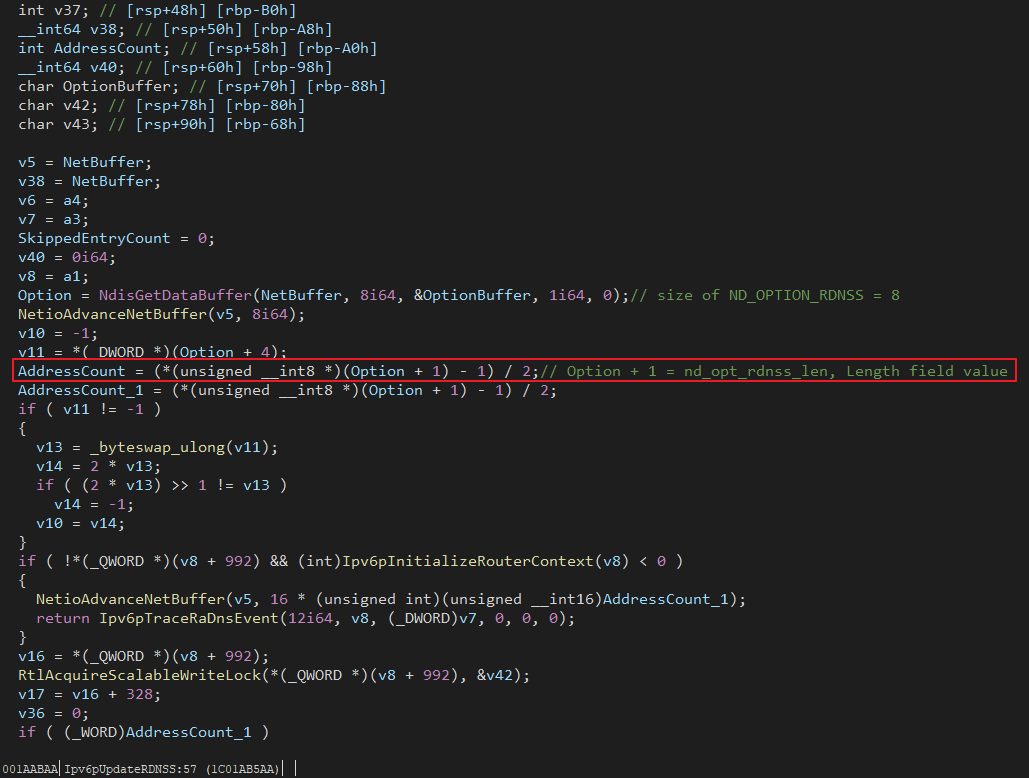 int v37; // [rsp+48h] [rbp-B0h]
__int64 v38; // [rsp+50h] [rbp-A8h]
int AddressCount; // [rsp+58h] [rbp-A0h]
__int64 v40; // [rsp+60h] [rbp-98h]
char OptionBuffer; // [rsp+70h] [rbp-88h]
char v42; // [rsp+78h] [rbp-80h]
char v43; // [rsp+90h] [rbp-68h]
v5 = NetBuffer;
v38 = NetBuffer;
v6 = a4;
v7 = a3;
SkippedEntryCount = 0;
v40 = 0i64;
v8 = a1;
Option = NdisGetDataBuffer(NetBuffer, 8i64, &OptionBuffer, 1i64, 0);// size of ND_OPTION_RDNSS = 8
NetioAdvanceNetBuffer(v5, 8i64);
v10 = -1;
v11 = *(_DWORD *)(Option + 4);
AddressCount = (*(unsigned __int8 *)(Option + 1) - 1) / 2;// Option + 1 = nd_opt_rdnss_len, Length field value
AddressCount_1 = (*(unsigned __int8 *)(Option + 1) - 1) / 2;
if ( v11 != -1 )
{
v13 = _byteswap_ulong(v11);
v14 = 2 * v13;
if ( (2 * v13) >> 1 != v13 )
v14 = -1;
v10 = v14;
}
if ( !*(_QWORD *)(v8 + 992) && (int)Ipv6pInitializeRouterContext(v8) < 0 )
{
NetioAdvanceNetBuffer(v5, 16 * (unsigned int)(unsigned __int16)AddressCount_1);
return Ipv6pTraceRaDnsEvent(12i64, v8, (_DWORD)v7, 0, 0, 0);
}
v16 = *(_QWORD *)(v8 + 992);
RtlAcquireScalableWriteLock(*(_QWORD *)(v8 + 992), &v42);
v17 = v16 + 328;
v36 = 0;
if ( (_WORD)AddressCount_1 )
001AABAA Ipv6pUpdateRDNSS:57 (1C01AB5AA)